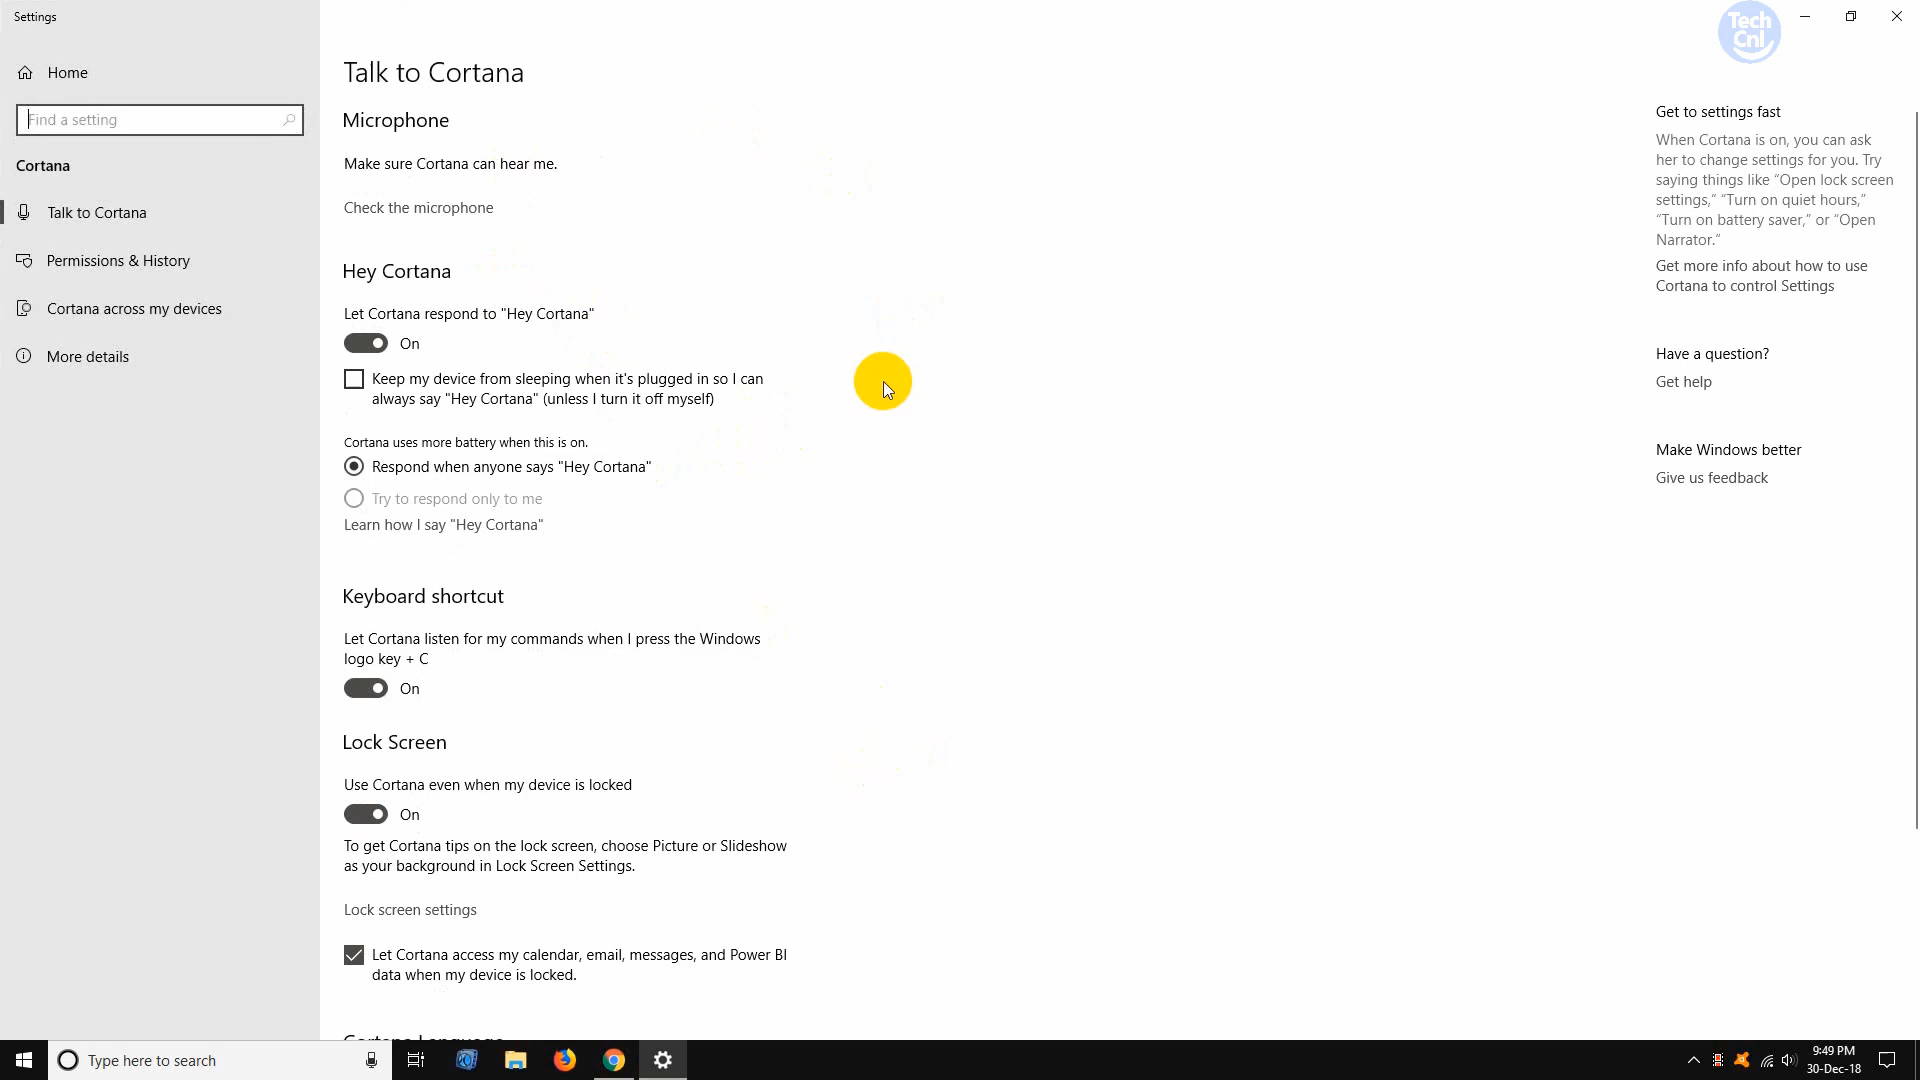 Settings
Tech
Cnl
Home
Find a setting
Cortana
Talk to Cortana
Permissions & History
Cortana across my devices
More details
Talk to Cortana
Microphone
Make sure Cortana can hear me.
Check the microphone
Hey Cortana
Let Cortana respond to "Hey Cortana"
On
Keep my device from sleeping when it's plugged in so I can
always say "Hey Cortana" (unless I turn it off myself)
Cortana uses more battery when this is on.
Respond when anyone says "Hey Cortana"
Try to respond only to me
Learn how I say "Hey Cortana"
Keyboard shortcut
Let Cortana listen for my commands when I press the Windows
logo key + C
On
Lock Screen
Use Cortana even when my device is locked
On
To get Cortana tips on the lock screen, choose Picture or Slideshow
as your background in Lock Screen Settings.
Lock screen settings
Let Cortana access my calendar, email, messages, and Power BI
data when my device is locked.
Cortana Language
Get to settings fast
When Cortana is on, you can ask
her to change settings for you. Try
saying things like “Open lock screen
settings,” “Turn on quiet hours,”
“Turn on battery saver,” or “Open
Narrator.”
Get more info about how to use
Cortana to control Settings
Have a question?
Get help
Make Windows better
Give us feedback
Type here to search
9:49 PM
30-Dec-18